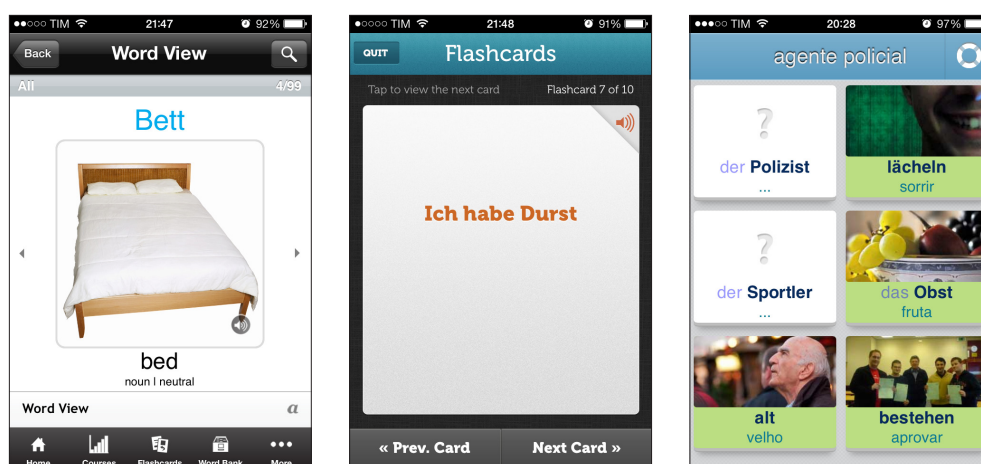 TIM 21:47 92%
Back Word View
All 4/99
Bett
bed
noun | neutral
Word View a
Home Courses Flashcards Word Bank More
TIM 21:48 91%
QUIT Flashcards
Tap to view the next card Flashcard 7 of 10
Ich habe Durst
« Prev. Card Next Card »
TIM 20:28 97%
agente policial
?
der Polizist
...
lächeln
sorrir
?
der Sportler
...
das Obst
fruta
alt
velho
bestehen
aprovar